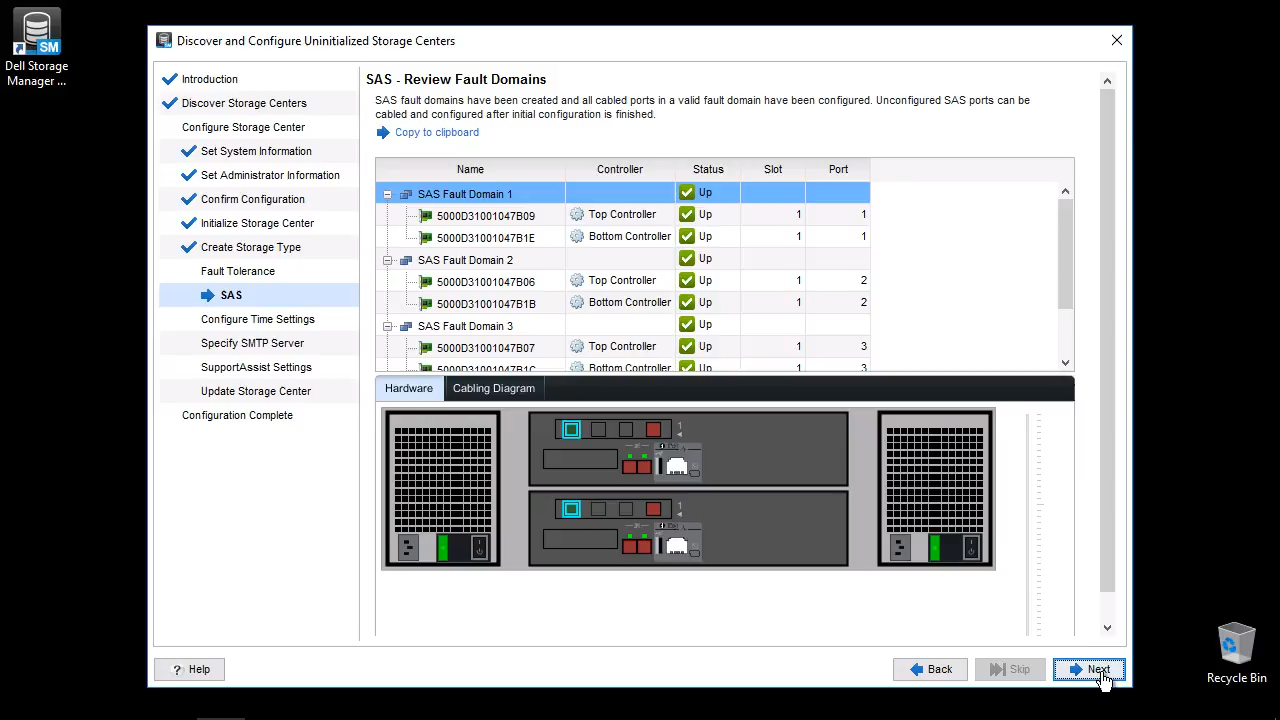 Dell Storage
Manager ...
SM
Discover and Configure Uninitialized Storage Centers
Introduction
Discover Storage Centers
Configure Storage Center
Set System Information
Set Administrator Information
Confirm Configuration
Initialize Storage Center
Create Storage Type
Fault Tolerance
SAS
Configure Time Settings
Specify SMTP Server
SupportAssist Settings
Update Storage Center
Configuration Complete
SAS - Review Fault Domains
SAS fault domains have been created and all cabled ports in a valid fault domain have been configured. Unconfigured SAS ports can be
cabled and configured after initial configuration is finished.
Copy to clipboard
Name Controller Status Slot Port
SAS Fault Domain 1 Up
5000D31001047B09 Top Controller Up 1 1
5000D31001047B1E Bottom Controller Up 1 1
SAS Fault Domain 2 Up
5000D31001047B06 Top Controller Up 1 2
5000D31001047B1B Bottom Controller Up 1 2
SAS Fault Domain 3 Up
5000D31001047B07 Top Controller Up 1 3
5000D31001047B1C Bottom Controller Up 1 3
Hardware Cabling Diagram
1
1
? Help
Back
Skip
Next
Recycle Bin